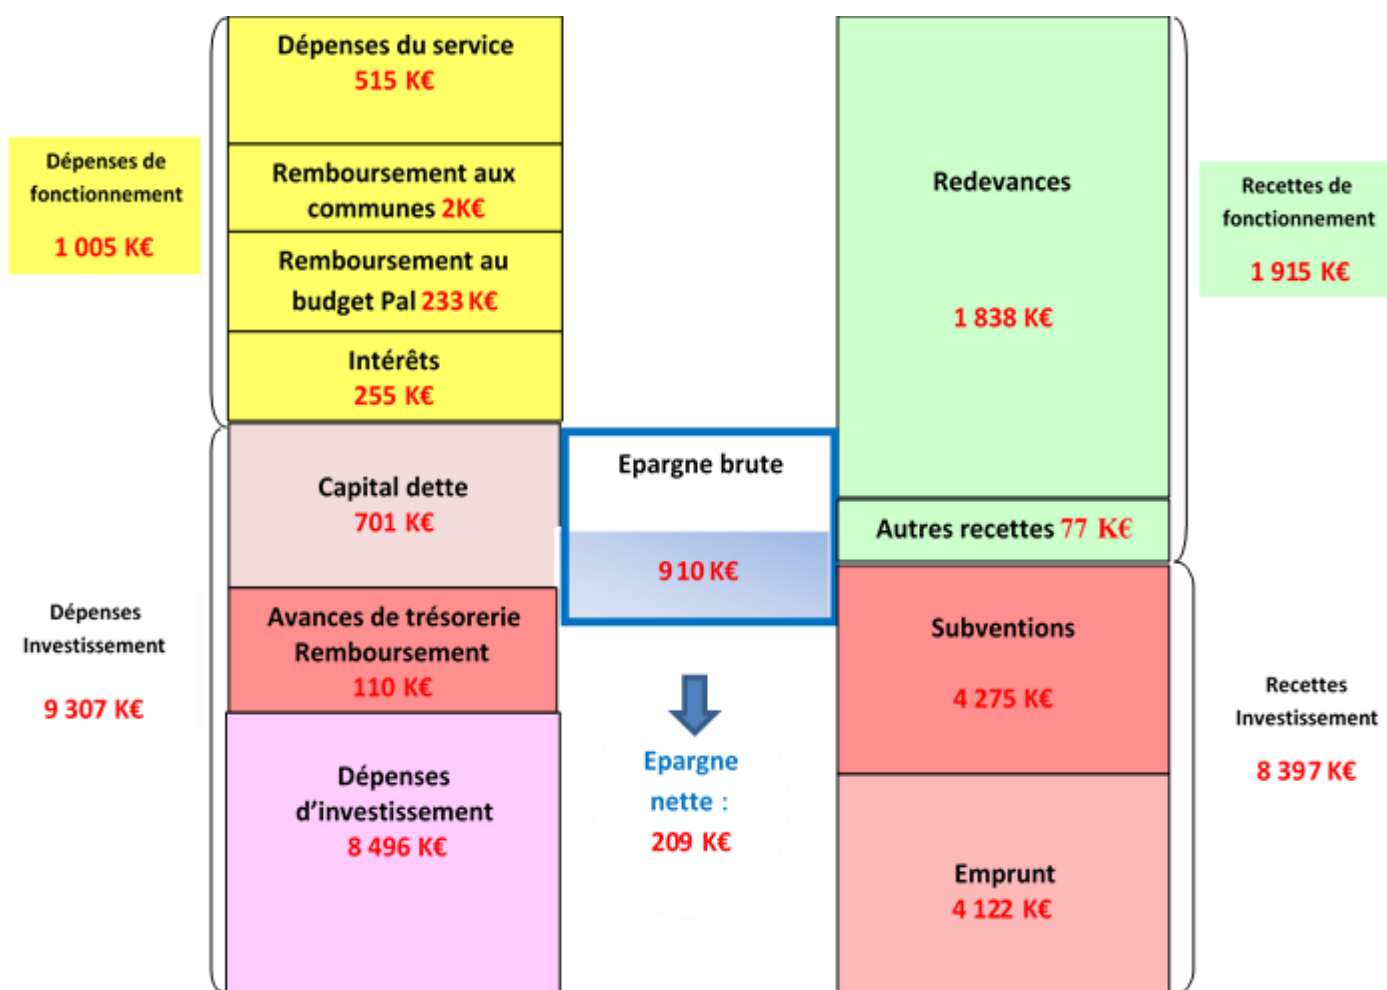 Dépenses de
fonctionnement
1 005 K€
Dépenses du service
515 K€
Remboursement aux
communes 2K€
Remboursement au
budget Pal 233 K€
Intérêts
255 K€
Dépenses
Investissement
9 307 K€
Capital dette
701 K€
Avances de trésorerie
Remboursement
110 K€
Dépenses
d’investissement
8 496 K€
Epargne brute
910 K€
Epargne
nette :
209 K€
Redevances
1 838 K€
Autres recettes 77 K€
Subventions
4 275 K€
Emprunt
4 122 K€
Recettes de
fonctionnement
1 915 K€
Recettes
Investissement
8 397 K€